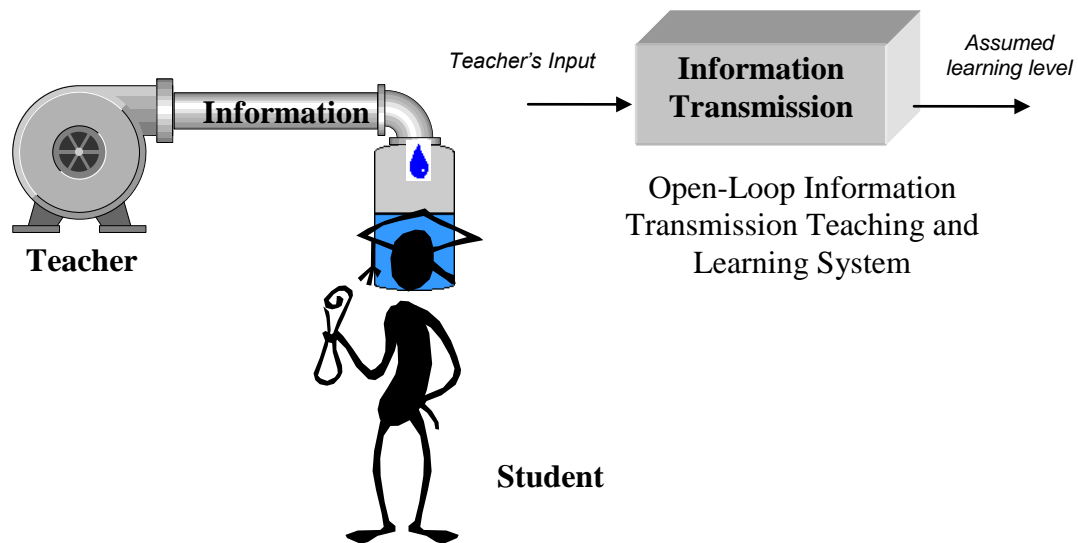 Information
Teacher
Student
Teacher's Input
Information
Transmission
Assumed
learning level
Open-Loop Information
Transmission Teaching and
Learning System